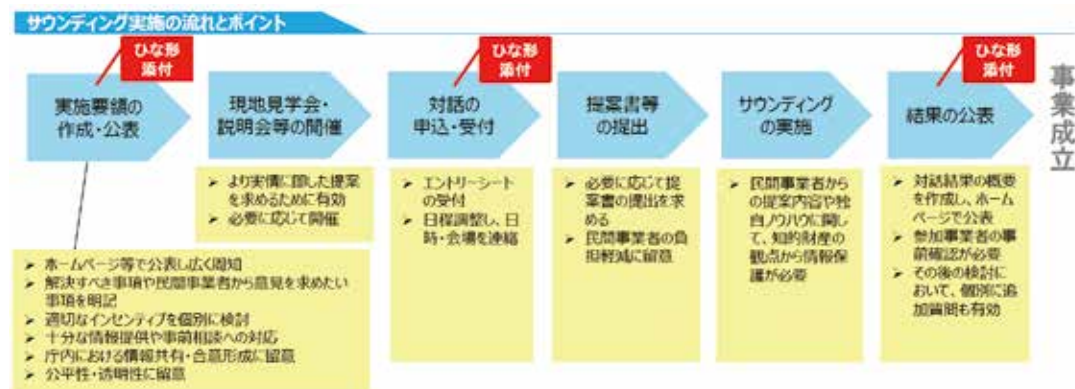 サウンディング実施の流れとポイント
ひな形
添付
実施要領の
作成・公表
現地見学会・
説明会等の開催
ひな形
添付
対話の
申込・受付
提案書等
の提出
サウンディング
の実施
ひな形
添付
結果の公表
事業成立
➢ ホームページ等で公表し広く周知
➢ 解決すべき事項や民間事業者から意見を求めたい
事項を明記
➢ 適切なインセンティブを個別に検討
➢ 十分な情報提供や事前相談への対応
➢ 庁内における情報共有・合意形成に留意
➢ 公平性・透明性に留意
➢ より実情に即した提案
を求めるために有効
➢ 必要に応じて開催
➢ エントリーシート
の受付
➢ 日程調整し、日
時・会場を連絡
➢ 必要に応じて提
案書の提出を求
める
➢ 民間事業者の負
担軽減に留意
➢ 民間事業者から
の提案内容や独
自ノウハウに関し
て、知的財産の
観点から情報保
護が必要
➢ 対話結果の概要
を作成し、ホーム
ページで公表
➢ 参加事業者の事
前確認が必要
➢ その後の検討に
おいて、個別に追
加質問も有効